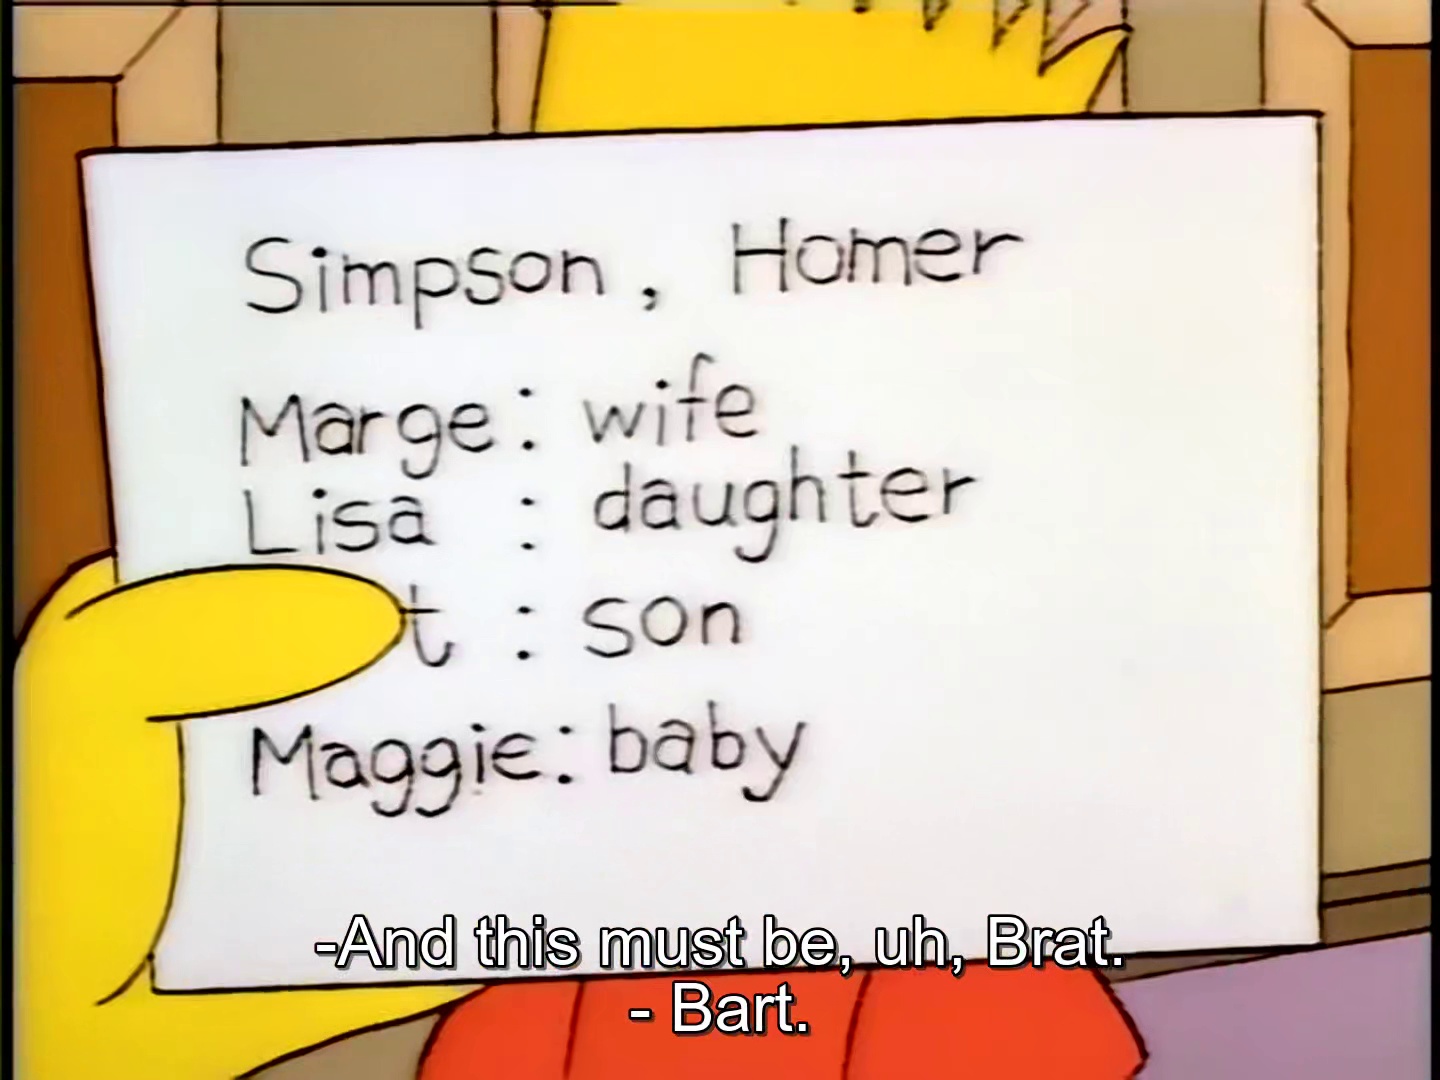 Simpson, Homer
Marge: wife
Lisa : daughter
t : son
Maggie: baby
-And this must be, uh, Brat.
- Bart.